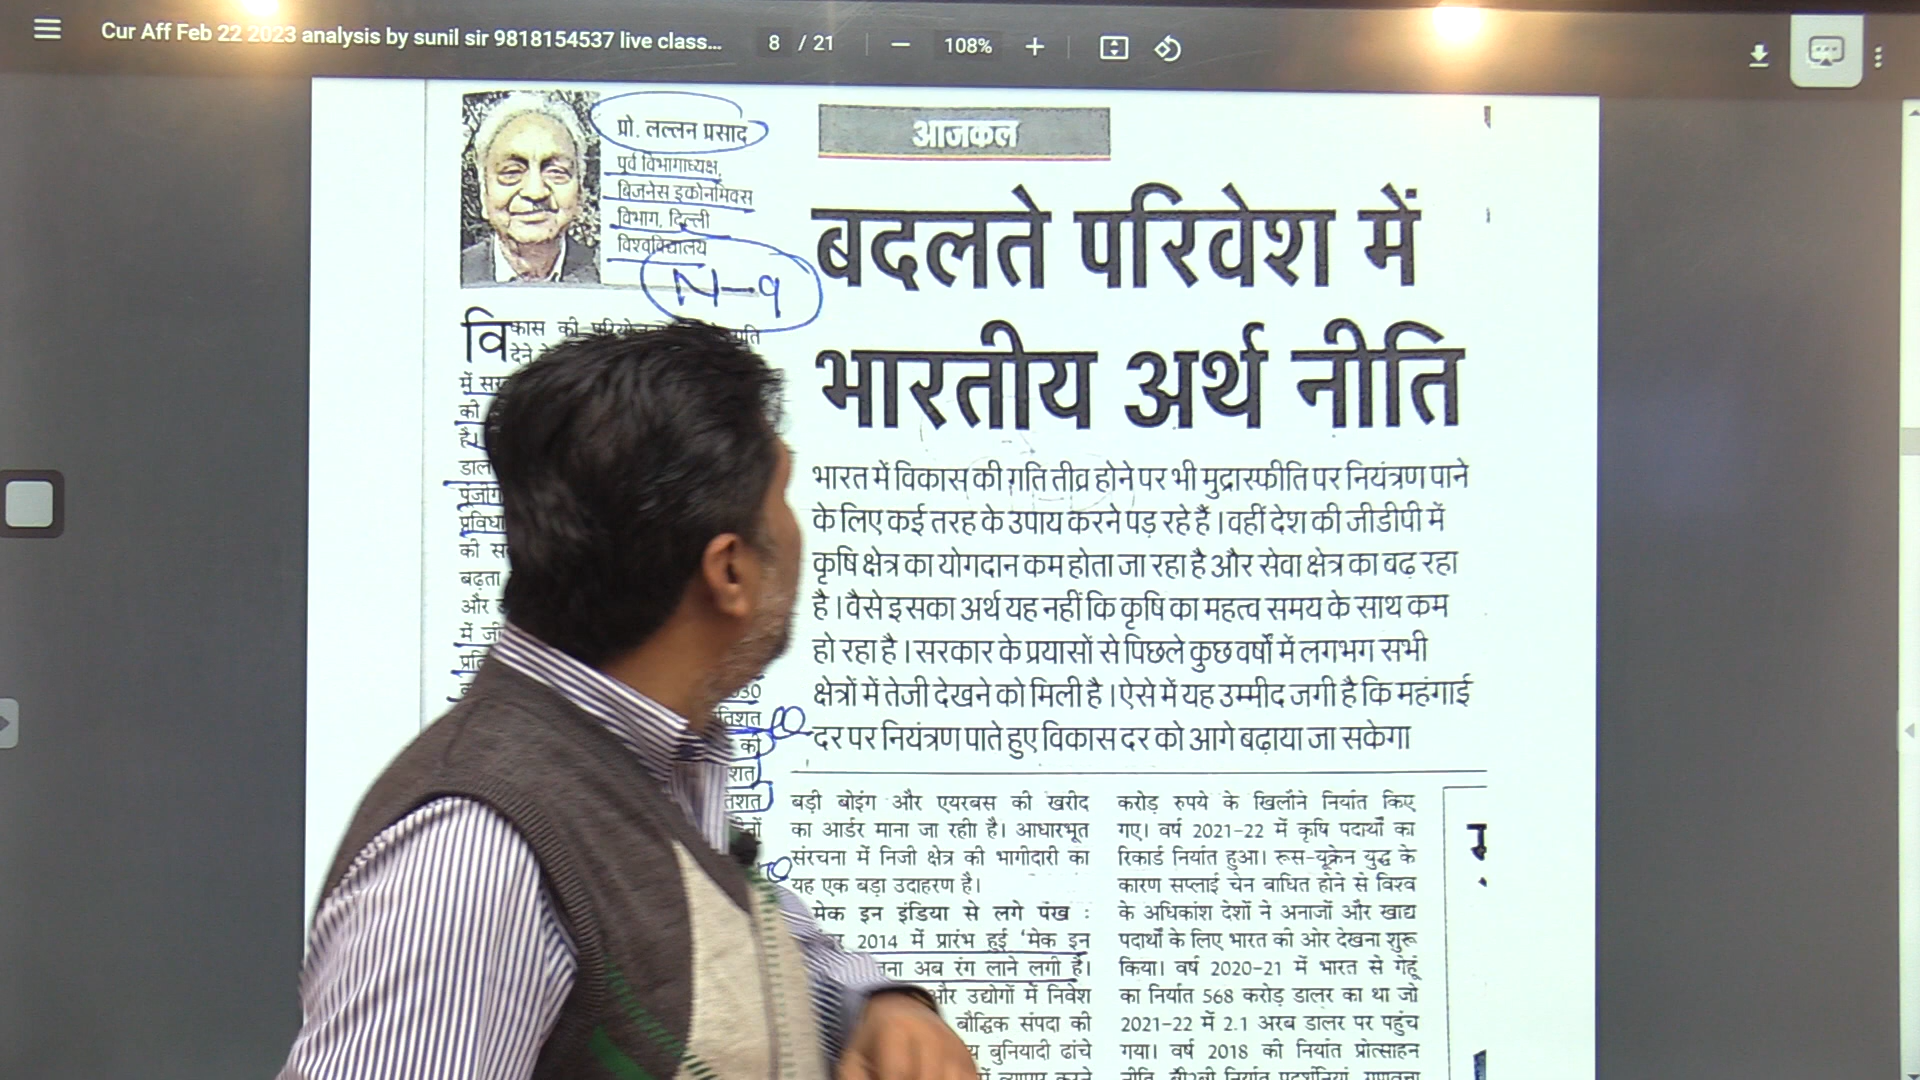 Cur Aff Feb 22 2023 analysis by sunil sir 9818154537 live class...
8 / 21
108%
प्रो. लल्लन प्रसाद
पूर्व विभागाध्यक्ष,
बिजनेस इकोनमिक्स
विभाग, दिल्ली
विश्वविद्यालय
N-9
आजकल
बदलते परिवेश में
भारतीय अर्थ नीति
भारत में विकास की गति तीव्र होने पर भी मुद्रास्फीति पर नियंत्रण पाने
के लिए कई तरह के उपाय करने पड़ रहे हैं। वहीं देश की जीडीपी में
कृषि क्षेत्र का योगदान कम होता जा रहा है और सेवा क्षेत्र का बढ़ रहा
है। वैसे इसका अर्थ यह नहीं कि कृषि का महत्व समय के साथ कम
हो रहा है। सरकार के प्रयासों से पिछले कुछ वर्षों में लगभग सभी
क्षेत्रों में तेजी देखने को मिली है। ऐसे में यह उम्मीद जगी है कि महंगाई
दर पर नियंत्रण पाते हुए विकास दर को आगे बढ़ाया जा सकेगा
विकास की
देने
में
को
है।
की
बढ़ता
और
में
को
बड़ी बोइंग और एयरबस की खरीद
का आर्डर माना जा रही है। आधारभूत
संरचना में निजी क्षेत्र की भागीदारी का
यह एक बड़ा उदाहरण है।
मेक इन इंडिया से लगे पंख :
2014 में प्रारंभ हुई 'मेक इन
अब रंग लाने लगी है।
और उद्योगों में निवेश
बौद्धिक संपदा की
बुनियादी ढांचे
करोड़ रुपये के खिलौने निर्यात किए
गए। वर्ष 2021-22 में कृषि पदार्थों का
रिकार्ड निर्यात हुआ। रूस-यूक्रेन युद्ध के
कारण सप्लाई चेन बाधित होने से विश्व
के अधिकांश देशों ने अनाजों और खाद्य
पदार्थों के लिए भारत की ओर देखना शुरू
किया। वर्ष 2020-21 में भारत से गेहूं
का निर्यात 568 करोड़ डालर का था जो
2021-22 में 2.1 अरब डालर पर पहुंच
गया। वर्ष 2018 की निर्यात प्रोत्साहन